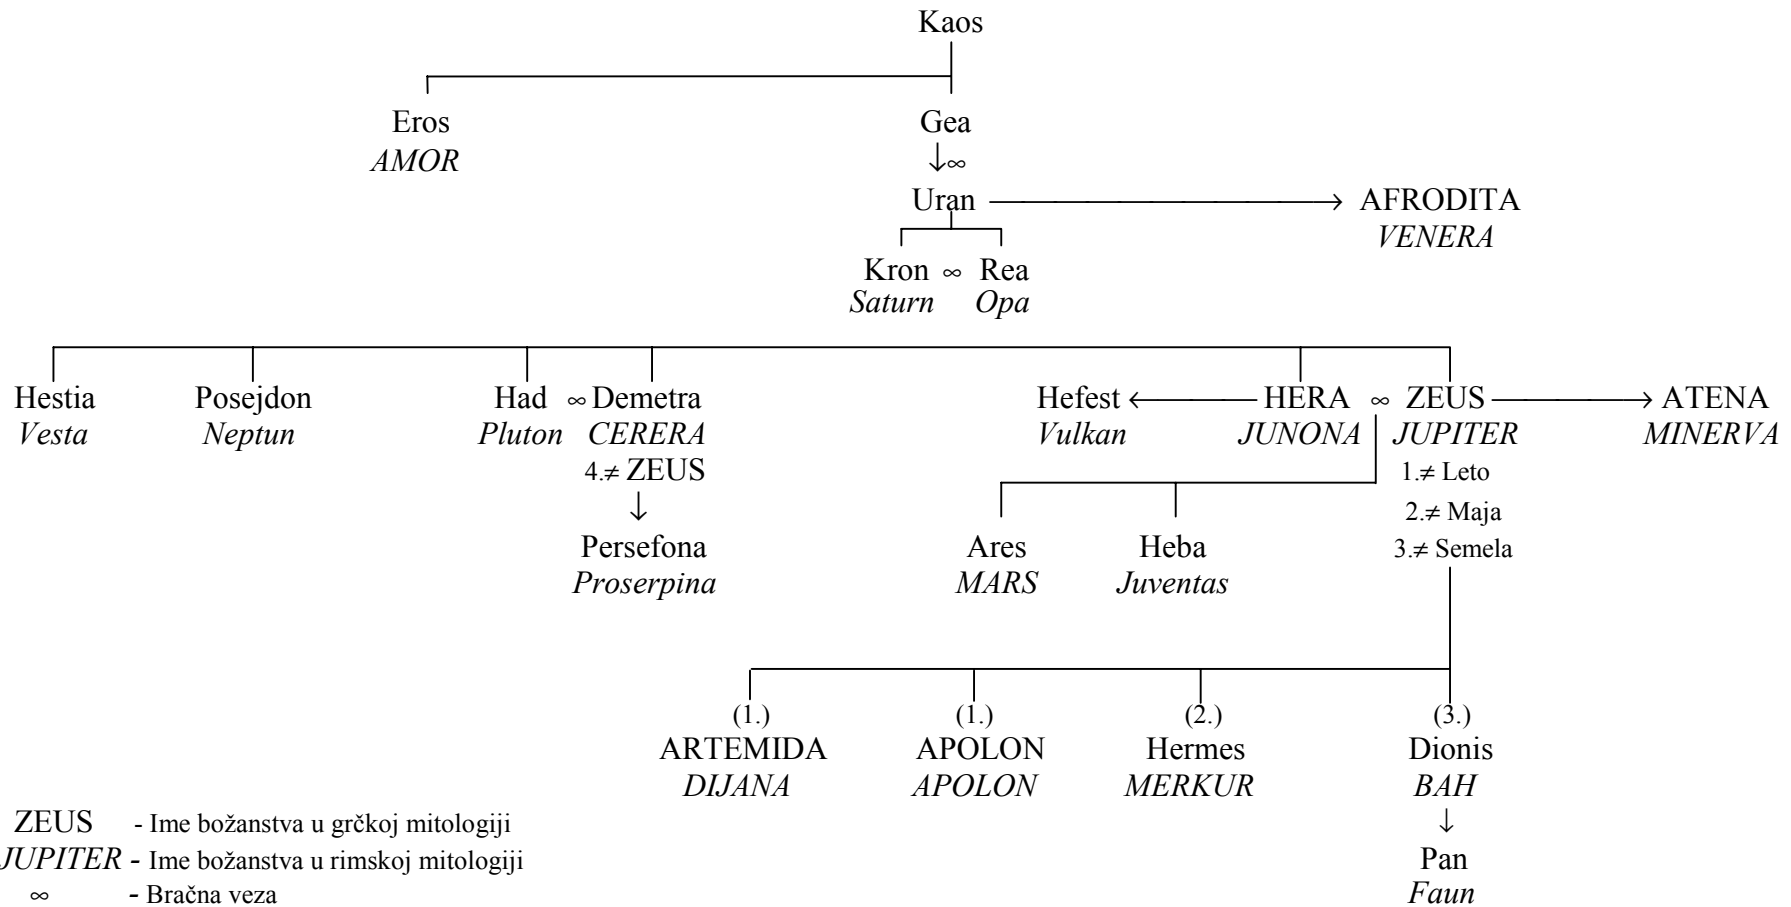 Kaos
Eros Gea
AMOR
↓∞
Uran → AFRODITA
VENERA
Kron ∞ Rea
Saturn Opa
Hestia Posejdon Had ∞ Demetra Hefest ← HERA ∞ ZEUS → ATENA
Vesta Neptun Pluton CERERA Vulkan JUNONA JUPITER MINERVA
4.≠ ZEUS 1.≠ Leto
↓ 2.≠ Maja
Persefona Ares Heba 3.≠ Semela
Proserpina MARS Juventas
(1.) (1.) (2.) (3.)
ARTEMIDA APOLON Hermes Dionis
DIJANA APOLON MERKUR BAH
ZEUS - Ime božanstva u grčkoj mitologiji ↓
JUPITER - Ime božanstva u rimskoj mitologiji Pan
∞ - Bračna veza Faun